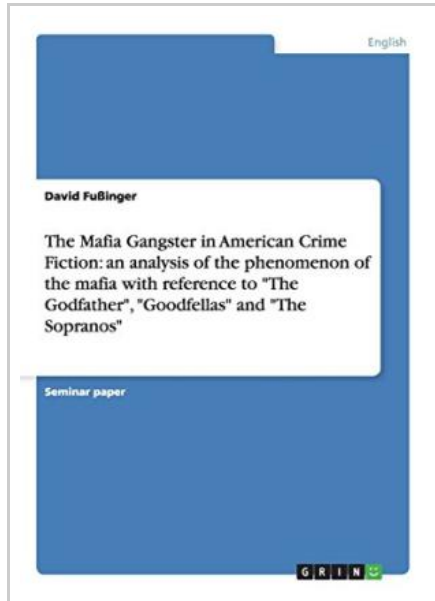 English
David Fußinger
The Mafia Gangster in American Crime
Fiction: an analysis of the phenomenon of
the mafia with reference to "The
Godfather", "Goodfellas" and "The
Sopranos"
Seminar paper
GRIN